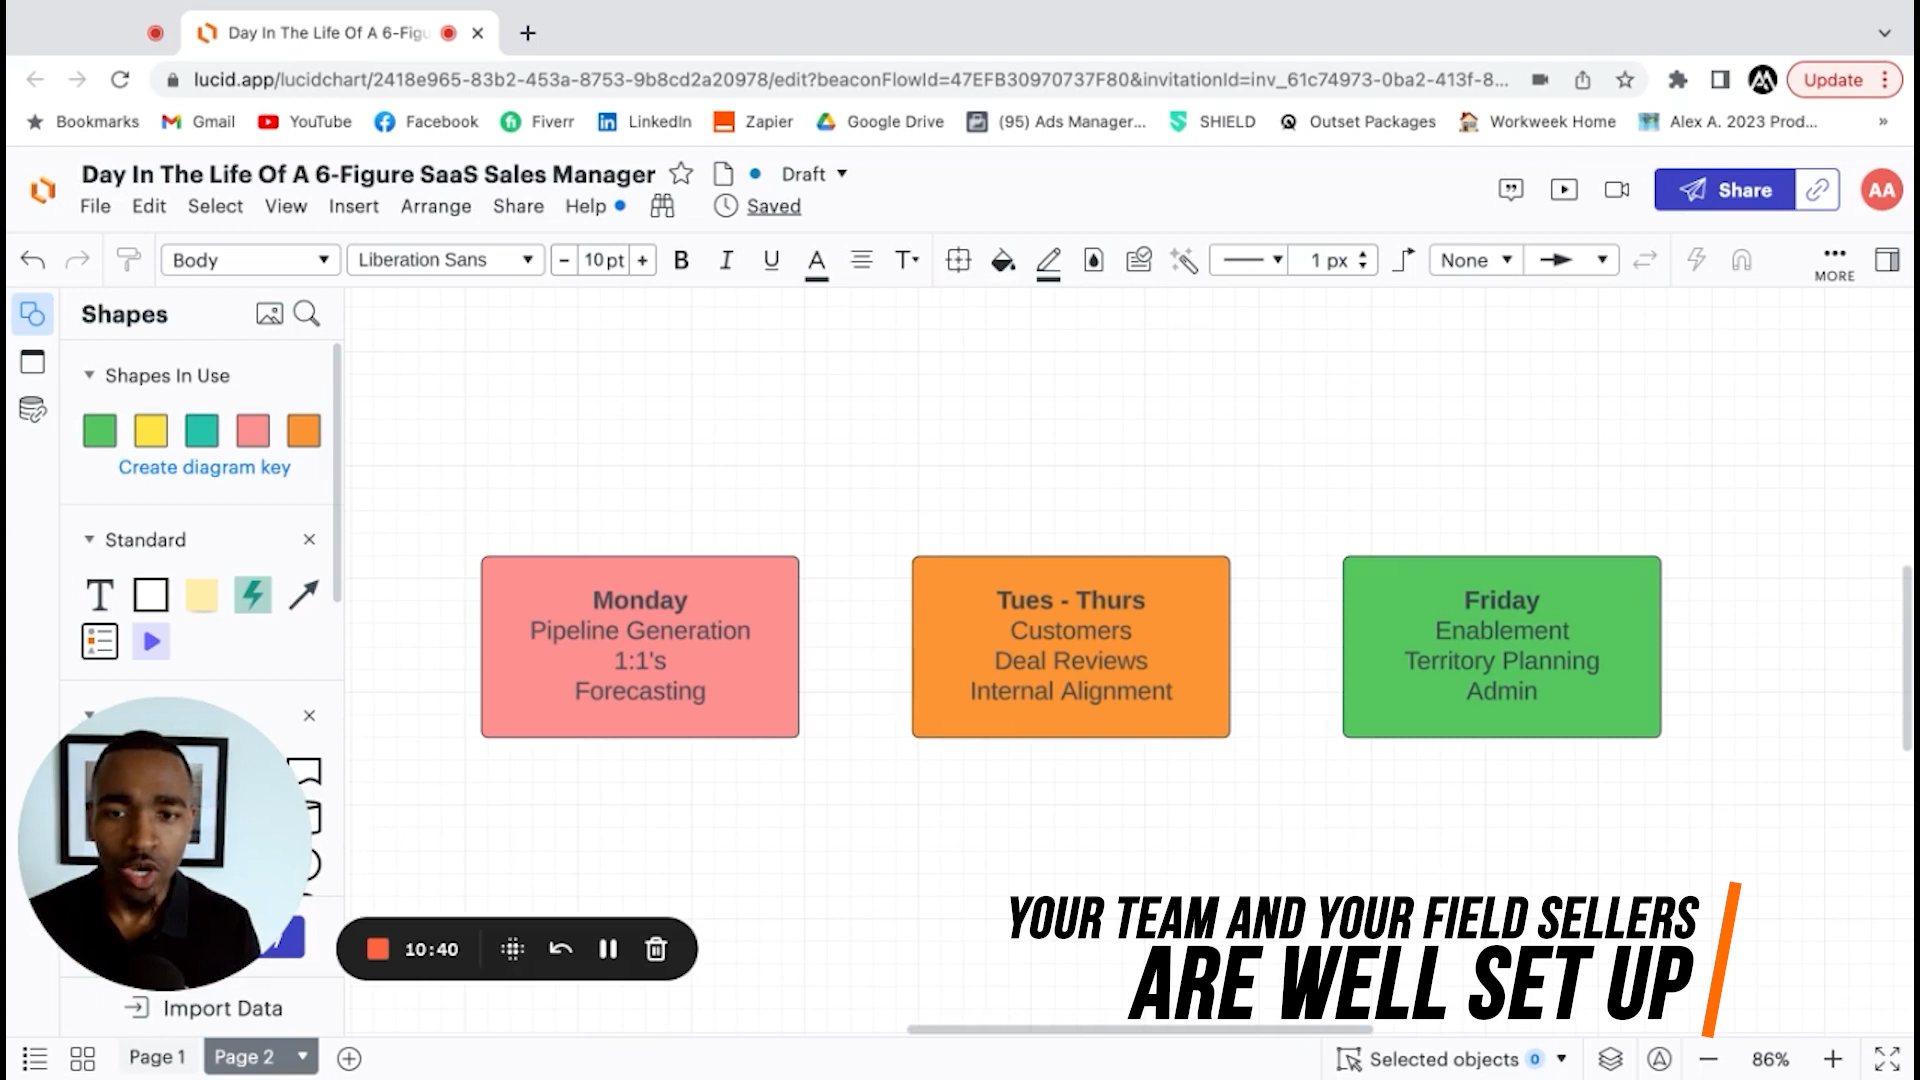 Day In The Life Of A 6-Figu
lucid.app/lucidchart/2418e965-83b2-453a-8753-9b8cd2a20978/edit?beaconFlowId=47EFB30970737F80&invitationId=inv_61c74973-0ba2-413f-8...
Update
Bookmarks Gmail YouTube Facebook Fiverr LinkedIn Zapier Google Drive (95) Ads Manager... SHIELD Outset Packages Workweek Home Alex A. 2023 Prod... »
Day In The Life Of A 6-Figure SaaS Sales Manager Draft
File Edit Select View Insert Arrange Share Help Saved
Share
AA
Body Liberation Sans - 10 pt + B I U A T 1 px None
MORE
Shapes
Shapes In Use
Create diagram key
Standard
T
Monday
Pipeline Generation
1:1's
Forecasting
Tues - Thurs
Customers
Deal Reviews
Internal Alignment
Friday
Enablement
Territory Planning
Admin
10:40
YOUR TEAM AND YOUR FIELD SELLERS
ARE WELL SET UP
Import Data
Page 1 Page 2
Selected objects 0 86%